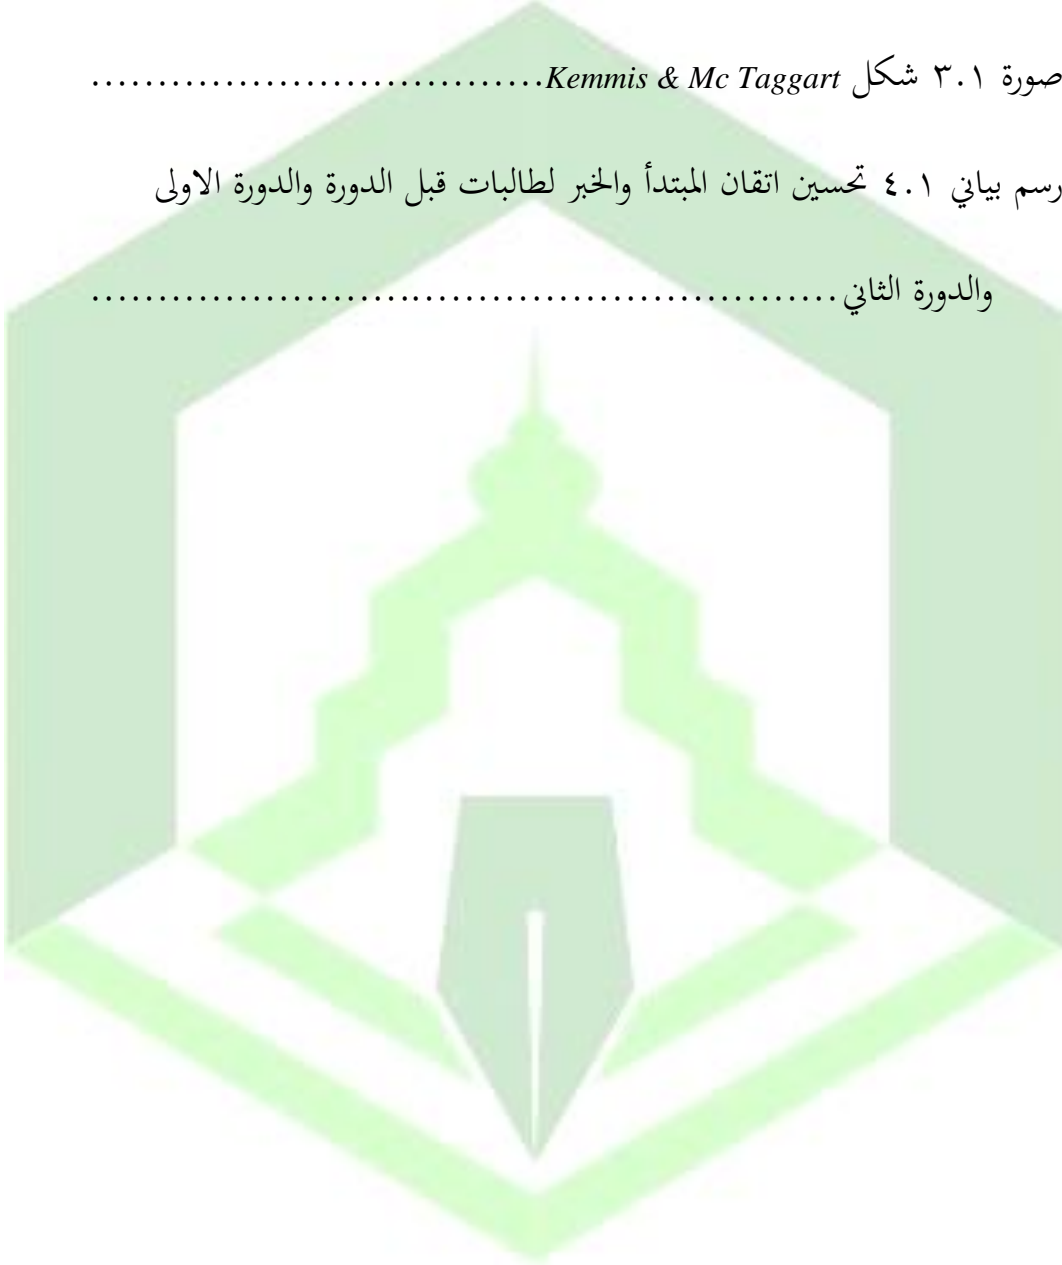 صورة ٣.١ شكل Kemmis & Mc Taggart..................................
رسم بياني ٤.١ تحسين اتقان المبتدأ والخبر لطالبات قبل الدورة والدورة الاولى
والدورة الثاني........................................................